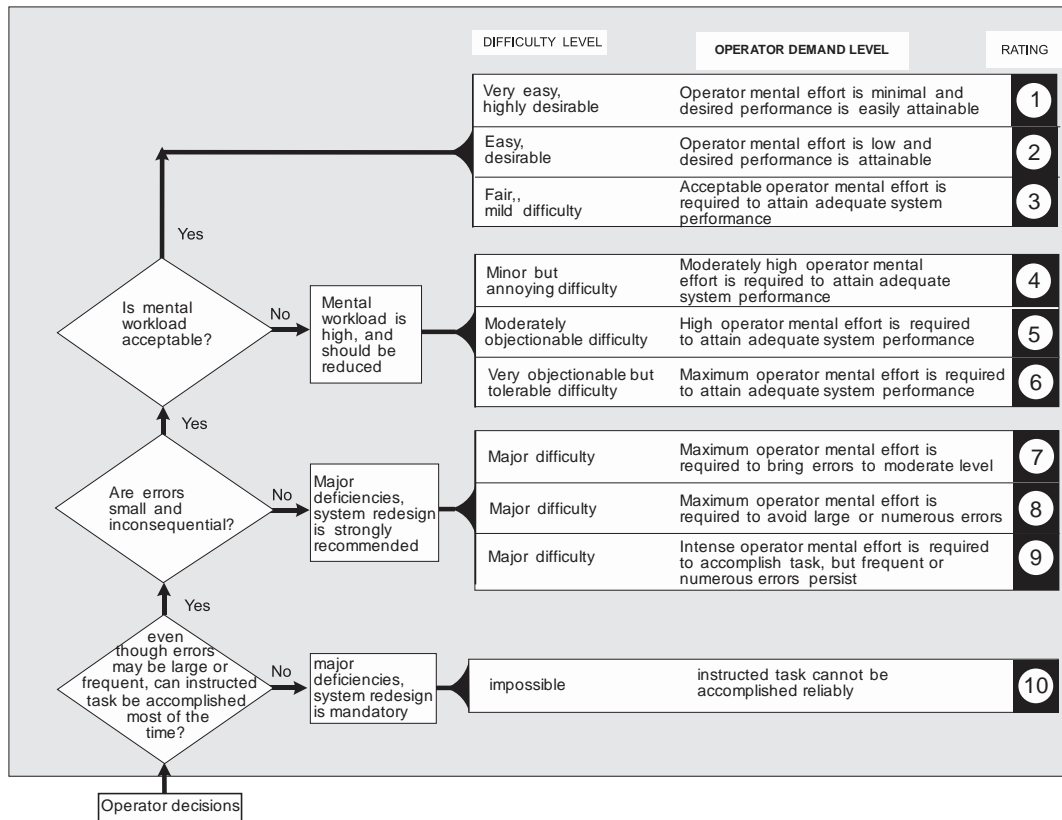 DIFFICULTY LEVEL
OPERATOR DEMAND LEVEL
RATING
Very easy,
highly desirable
Operator mental effort is minimal and
desired performance is easily attainable
1
Easy,
desirable
Operator mental effort is low and
desired performance is attainable
2
Fair,,
mild difficulty
Acceptable operator mental effort is
required to attain adequate system
performance
3
Yes
Is mental
workload
acceptable?
No
Mental
workload is
high, and
should be
reduced
Minor but
annoying difficulty
Moderately high operator mental
effort is required to attain adequate
system performance
4
Moderately
objectionable difficulty
High operator mental effort is required
to attain adequate system performance
5
Very objectionable but
tolerable difficulty
Maximum operator mental effort is required
to attain adequate system performance
6
Yes
Are errors
small and
inconsequential?
No
Major
deficiencies,
system redesign
is strongly
recommended
Major difficulty
Maximum operator mental effort is
required to bring errors to moderate level
7
Major difficulty
Maximum operator mental effort is
required to avoid large or numerous errors
8
Major difficulty
Intense operator mental effort is required
to accomplish task, but frequent or
numerous errors persist
9
Yes
even
though errors
may be large or
frequent, can instructed
task be accomplished
most of the
time?
No
major
deficiencies,
system redesign
is mandatory
impossible
instructed task cannot be
accomplished reliably
10
Operator decisions